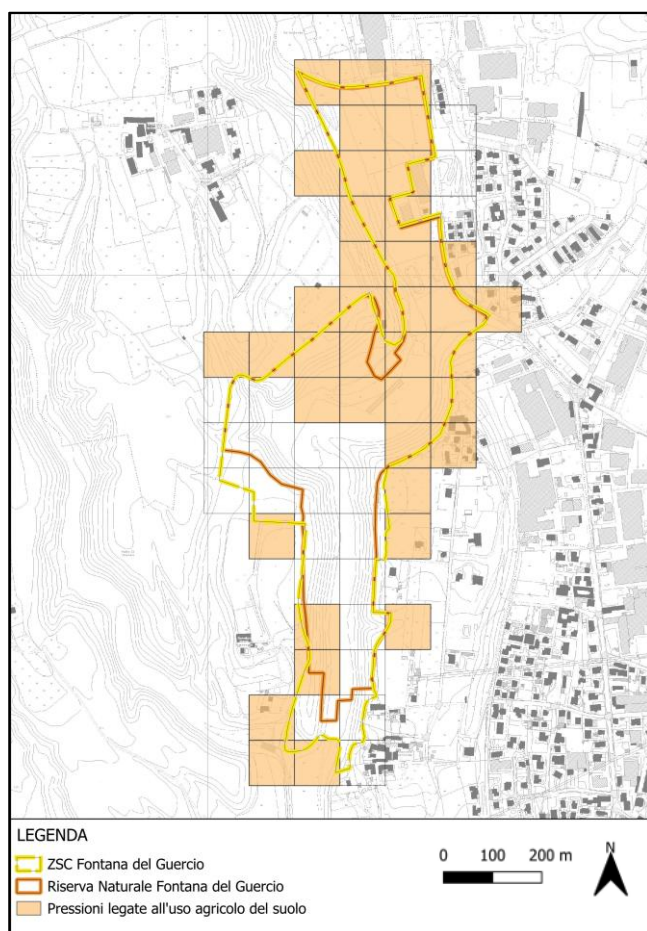 LEGENDA
ZSC Fontana del Guercio
Riserva Naturale Fontana del Guercio
Pressioni legate all'uso agricolo del suolo
0 100 200 m
N